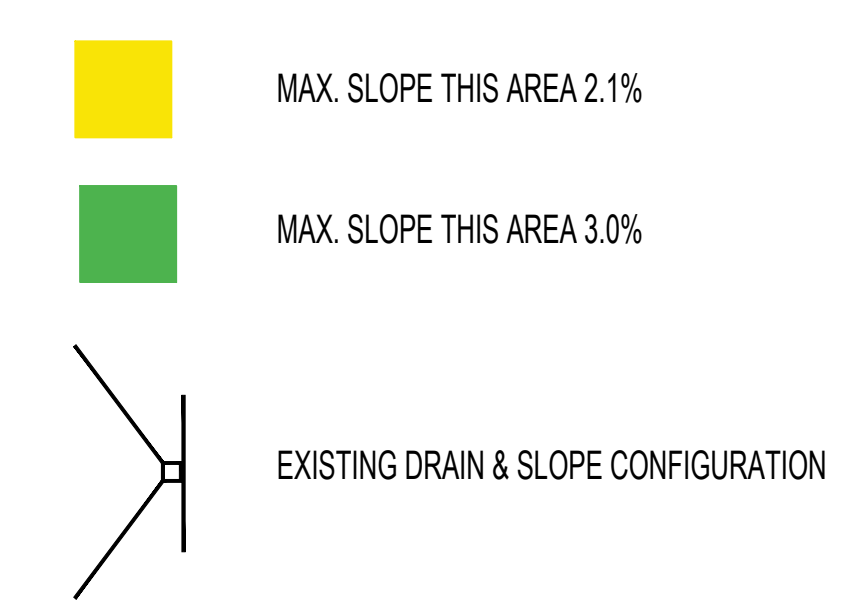 MAX. SLOPE THIS AREA 2.1%
MAX. SLOPE THIS AREA 3.0%
EXISTING DRAIN & SLOPE CONFIGURATION